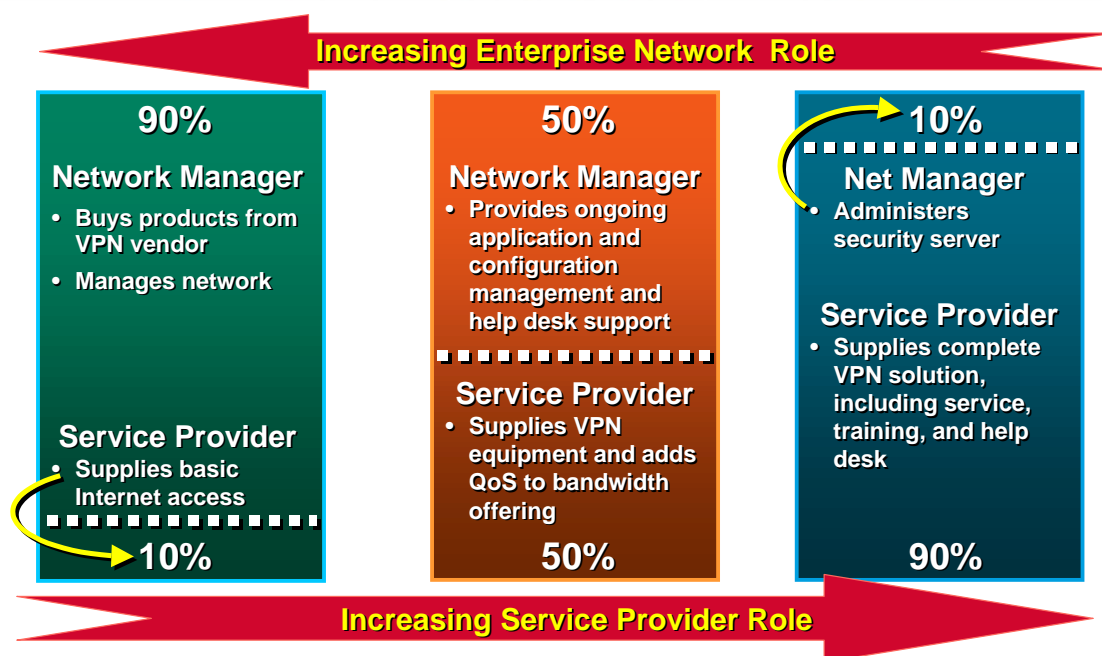 Increasing Enterprise Network Role
90%
Network Manager
• Buys products from
VPN vendor
• Manages network
Service Provider
• Supplies basic
Internet access
10%
50%
Network Manager
• Provides ongoing
application and
configuration
management and
help desk support
Service Provider
• Supplies VPN
equipment and adds
QoS to bandwidth
offering
50%
10%
Net Manager
• Administers
security server
Service Provider
• Supplies complete
VPN solution,
including service,
training, and help
desk
90%
Increasing Service Provider Role